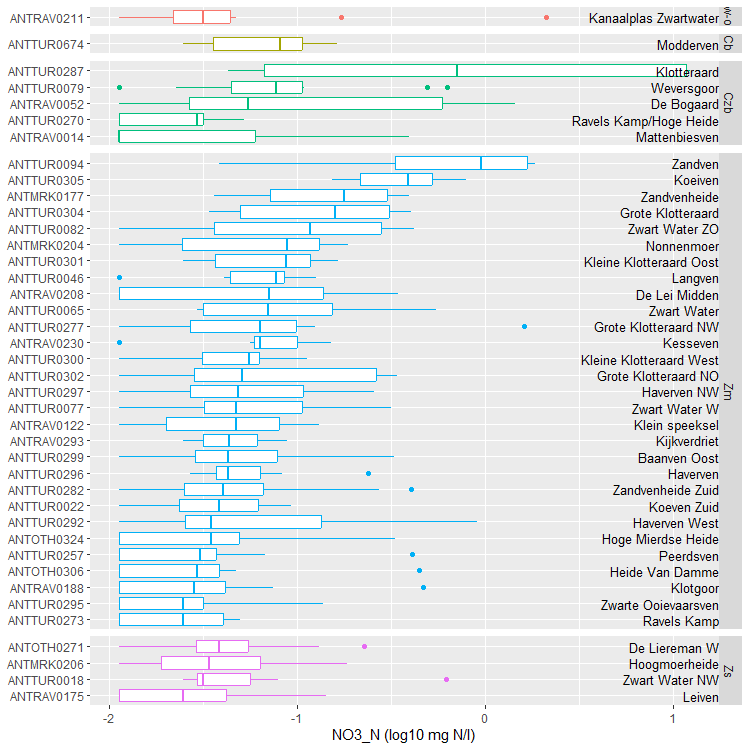 ANTRAV0211 Kanaalplas Zwartwater
ANTTUR0674 Modderven Cb
ANTTUR0287 Klotteraard
ANTTUR0079 Weversgoor
ANTRAV0052 De Bogaard Czb
ANTTUR0270 Ravels Kamp/Hoge Heide
ANTRAV0014 Mattenbiesven
ANTTUR0094 Zandven
ANTTUR0305 Koeiven
ANTMRK0177 Zandvenheide
ANTTUR0304 Grote Klotteraard
ANTTUR0082 Zwart Water ZO
ANTMRK0204 Nonnenmoer
ANTTUR0301 Kleine Klotteraard Oost
ANTTUR0046 Langven
ANTRAV0208 De Lei Midden
ANTTUR0065 Zwart Water
ANTTUR0277 Grote Klotteraard NW
ANTRAV0230 Kesseven
ANTTUR0300 Kleine Klotteraard West
ANTTUR0302 Grote Klotteraard NO
ANTTUR0297 Haverven NW Zm
ANTTUR0077 Zwart Water W
ANTRAV0122 Klein speeksel
ANTRAV0293 Kijkverdriet
ANTTUR0299 Baanven Oost
ANTTUR0296 Haverven
ANTTUR0282 Zandvenheide Zuid
ANTTUR0022 Koeven Zuid
ANTTUR0292 Haverven West
ANTOTH0324 Hoge Mierdse Heide
ANTTUR0257 Peerdsven
ANTOTH0306 Heide Van Damme
ANTRAV0188 Klotgoor
ANTTUR0295 Zwarte Ooievaarsven
ANTTUR0273 Ravels Kamp
ANTOTH0271 De Liereman W
ANTMRK0206 Hoogmoerheide Zs
ANTTUR0018 Zwart Water NW
ANTRAV0175 Leiven
-2 -1 0 1
NO3_N (log10 mg N/l)